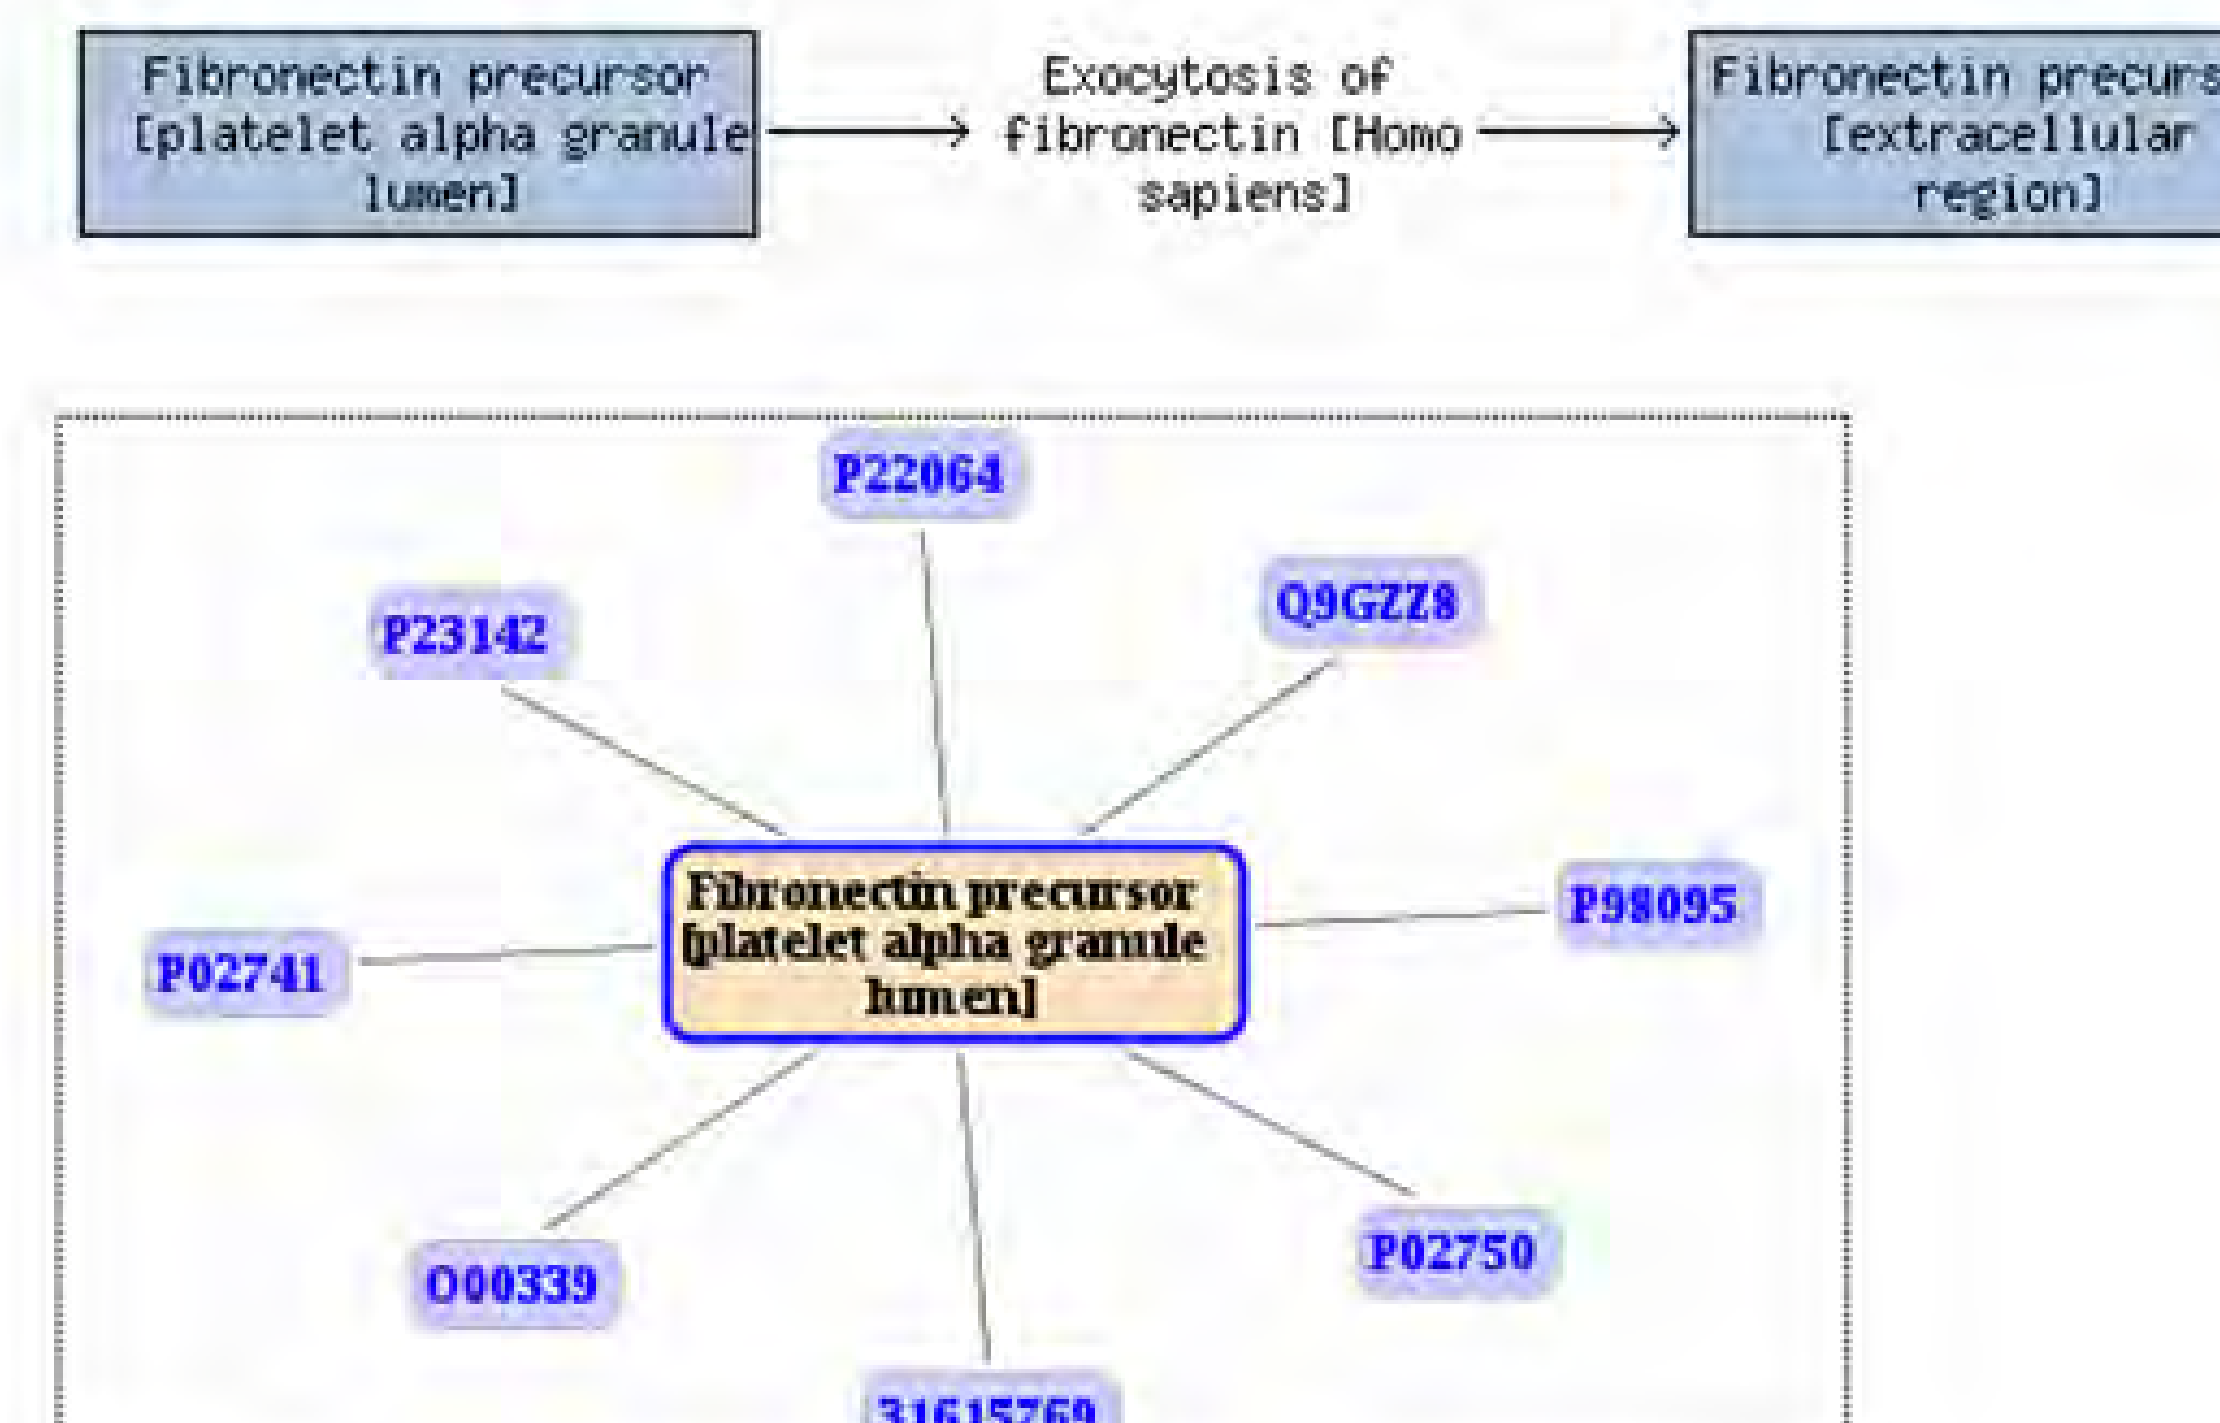 Fibronectin precursor
[platelet alpha granule
lumen]
Exocytosis of
fibronectin [Homo
sapiens]
Fibronectin
[extracellular
region]
P22064
Q9GZZ8
P23142
Fibronectin precursor
[platelet alpha granule
lumen]
P98095
P02741
P02750
O00339
31615769